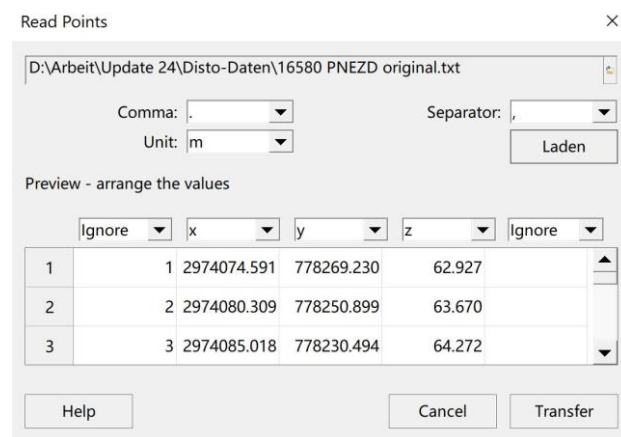 Read Points
D:\Arbeit\Update 24\Disto-Daten\16580 PNEZD original.txt
Comma: . Separator: ,
Unit: m Laden
Preview - arrange the values
Ignore x y z Ignore
1 1 2974074.591 778269.230 62.927
2 2 2974080.309 778250.899 63.670
3 3 2974085.018 778230.494 64.272
Help Cancel Transfer